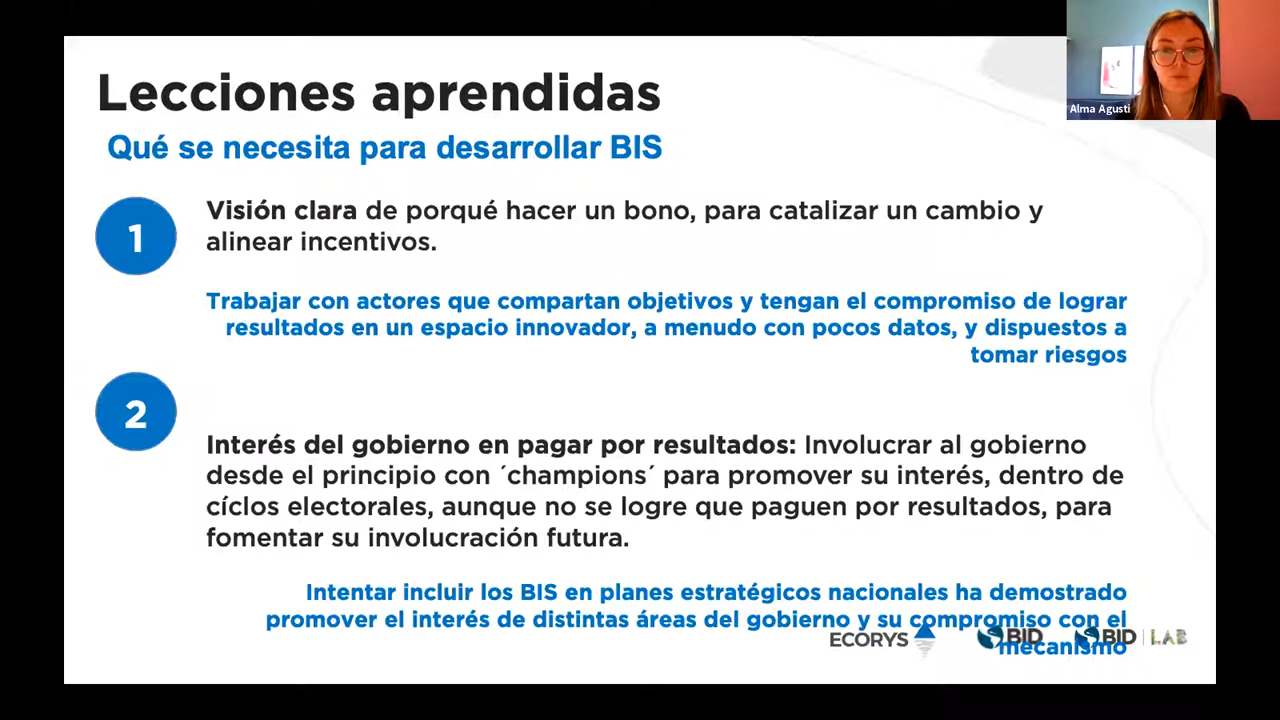 Lecciones aprendidas
Alma Agusti
Qué se necesita para desarrollar BIS
1
Visión clara de porqué hacer un bono, para catalizar un cambio y
alinear incentivos.
Trabajar con actores que compartan objetivos y tengan el compromiso de lograr
resultados en un espacio innovador, a menudo con pocos datos, y dispuestos a
tomar riesgos
2
Interés del gobierno en pagar por resultados: Involucrar al gobierno
desde el principio con ´champions´ para promover su interés, dentro de
cíclos electorales, aunque no se logre que paguen por resultados, para
fomentar su involucración futura.
Intentar incluir los BIS en planes estratégicos nacionales ha demostrado
promover el interés de distintas áreas del gobierno y su compromiso con el
mecanismo
ECORYS BID BID LAB